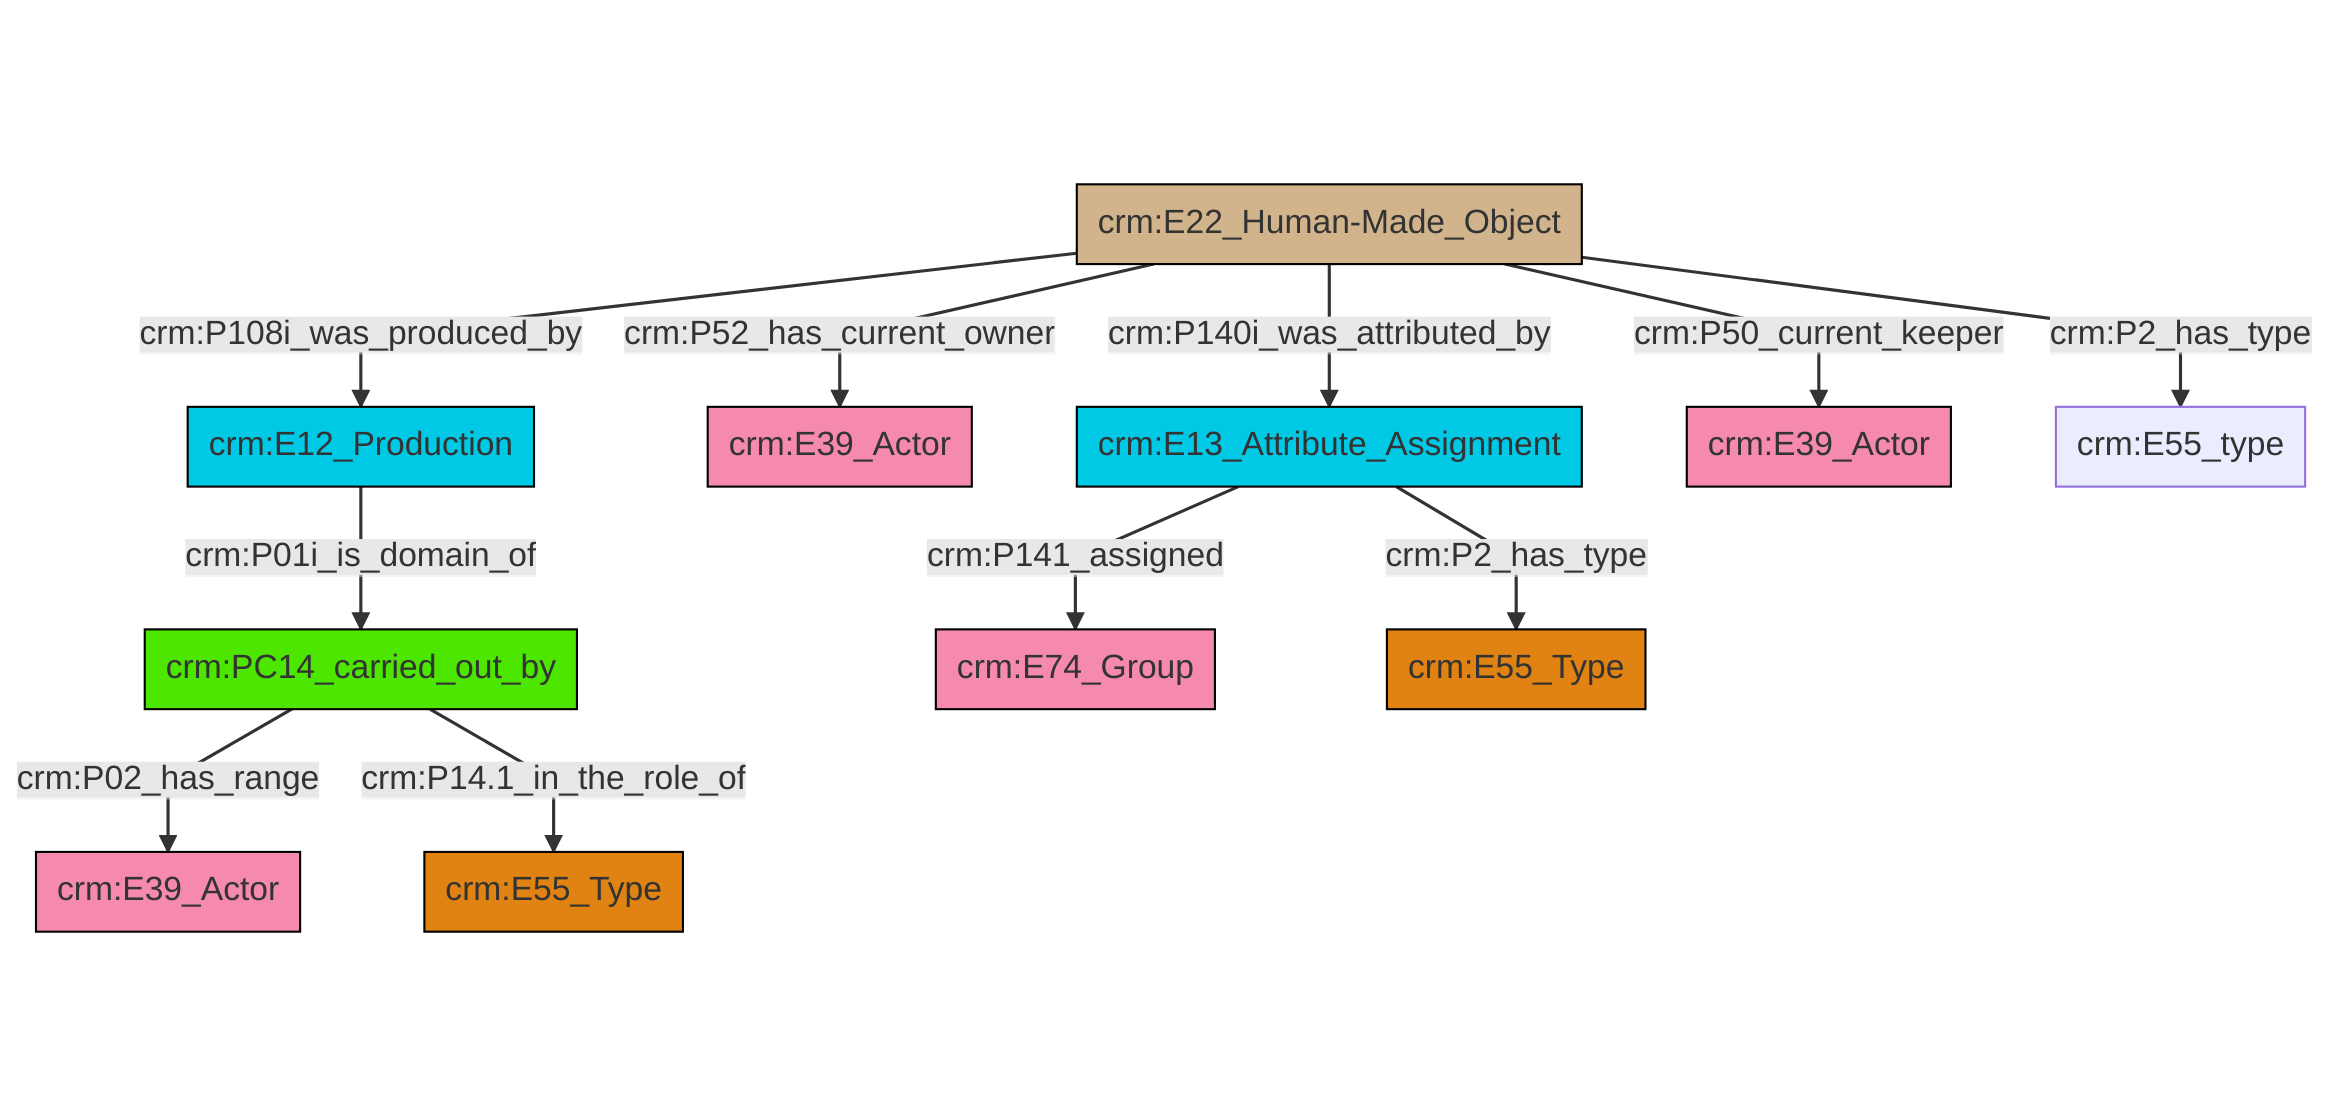 crm:E22_Human-Made_Object
crm:P108i_was_produced_by
crm:P52_has_current_owner
crm:P140i_was_attributed_by
crm:P50_current_keeper
crm:P2_has_type
crm:E12_Production
crm:E39_Actor
crm:E13_Attribute_Assignment
crm:E39_Actor
crm:E55_type
crm:P01i_is_domain_of
crm:P141_assigned
crm:P2_has_type
crm:PC14_carried_out_by
crm:E74_Group
crm:E55_Type
crm:P02_has_range
crm:P14.1_in_the_role_of
crm:E39_Actor
crm:E55_Type